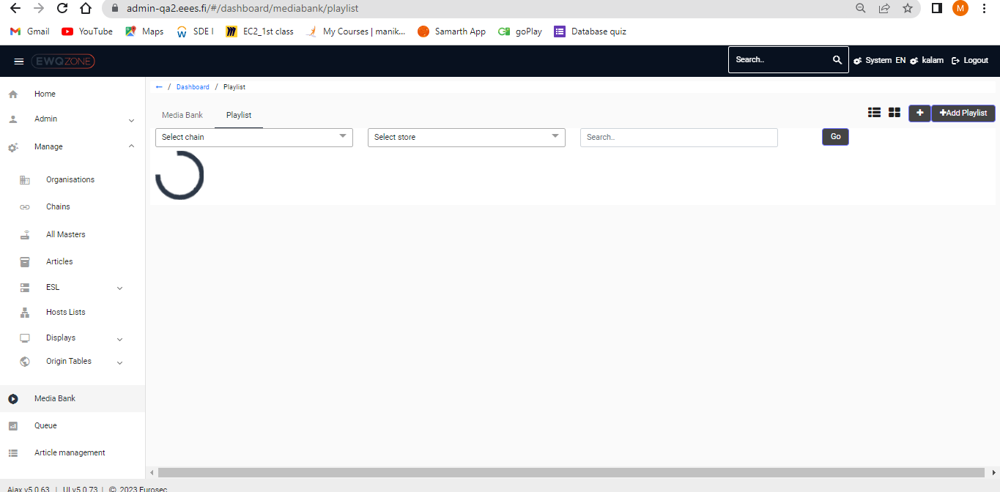 admin-qa2.eees.fi/#/dashboard/mediabank/playlist
M
Gmail YouTube Maps SDE I EC2_1st class My Courses | manik... Samarth App goPlay Database quiz
EWQZONE Search.. System EN kalam Logout
← / Dashboard / Playlist
Home
Admin
Manage
Organisations
Chains
All Masters
Articles
ESL
Hosts Lists
Displays
Origin Tables
Media Bank
Queue
Article management
Media Bank Playlist + +Add Playlist
Select chain Select store Search.. Go
Ajax v5.0.63 | UI v5.0.73 | © 2023 Eurosec